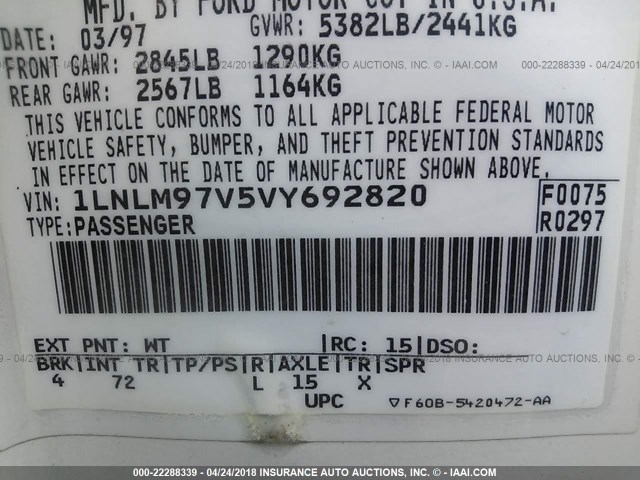 MFD. BY FORD MOTOR CO. IN U.S.A.
DATE: 03/97 GVWR: 5382LB/2441KG
FRONT GAWR: 2845LB 1290KG
REAR GAWR: 2567LB 1164KG
THIS VEHICLE CONFORMS TO ALL APPLICABLE FEDERAL MOTOR
VEHICLE SAFETY, BUMPER, AND THEFT PREVENTION STANDARDS
IN EFFECT ON THE DATE OF MANUFACTURE SHOWN ABOVE.
VIN: 1LNLM97V5VY692820 F0075
TYPE: PASSENGER R0297
EXT PNT: WT |RC: 15|DSO:
BRK|INT TR|TP/PS|R|AXLE|TR|SPR
4 72 L 15 X
UPC ▽F60B-5420472-AA
000-22288339 - 04/24/2018 INSURANCE AUTO AUCTIONS, INC. - IAAI.COM